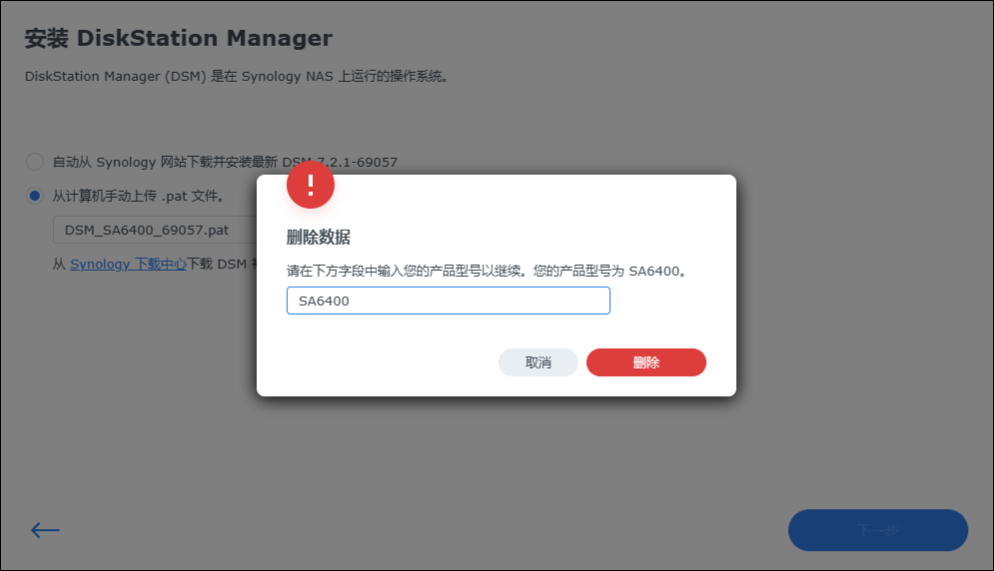 安装 DiskStation Manager
DiskStation Manager (DSM) 是在 Synology NAS 上运行的操作系统。
自动从 Synology 网站下载并安装最新 DSM 7.2.1-69057
从计算机手动上传 .pat 文件。
DSM_SA6400_69057.pat
从 Synology 下载中心下载 DSM
!
删除数据
请在下方字段中输入您的产品型号以继续。您的产品型号为 SA6400。
SA6400
取消
删除
下一步